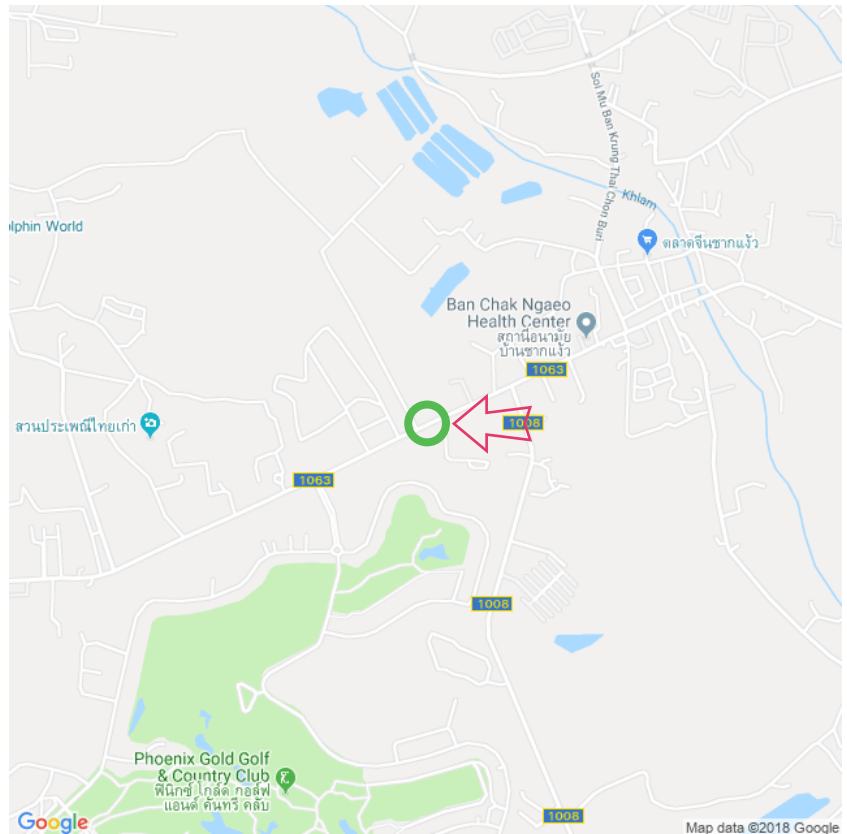 Soi Mu Ban Krung Thai Chon Buri
Khlam
olphin World
ตลาดจีนชากแง้ว
Ban Chak Ngaeo
Health Center
สถานีอนามัย
บ้านชากแง้ว
1063
สวนประเพณีไทยเก่า
1008
1063
1008
Phoenix Gold Golf
& Country Club
ฟีนิกซ์ โกล์ด กอล์ฟ
แอนด์ คันทรี คลับ
1008
Google
Map data ©2018 Google